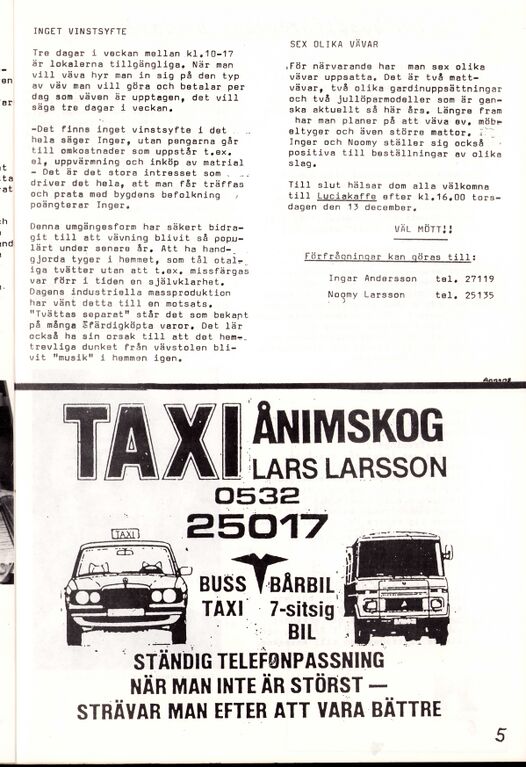 INGET VINSTSYFTE
Tre dagar i veckan mellan kl.10-17
är lokalerna tillgängliga. När man
vill väva hyr man in sig på den typ
av väv man vill göra och betalar per
dag som väven är upptagen, det vill
säga tre dagar i veckan.
-Det finns inget vinstsyfte i det
hela säger Inger, utan pengarna går
till omkostnader som uppstår t.ex.
el, uppvärmning och inköp av matrial
- Det är det stora intresset som
driver det hela, att man får träffas
och prata med bygdens befolkning
poängterar Inger.
Denna umgängesform har säkert bidra-
git till att vävning blivit så popu-
lärt under senare år. Att ha hand-
gjorda tyger i hemmet, som tål otal-
iga tvätter utan att t.ex. missfärgas
var förr i tiden en självklarhet.
Dagens industriella massproduktion
har vänt detta till en motsats.
"Tvättas separat" står det som bekant
på många färdigköpta varor. Det lär
också ha sin orsak till att det hem-
trevliga dunket från vävstolen bli-
vit "musik" i hemmen igen.
SEX OLIKA VÄVAR
För närvarande har man sex olika
vävar uppsatta. Det är två matt-
vävar, två olika gardinuppsättningar
och två jullöparmodeller som är gan-
ska aktuellt så här års. Längre fram
har man planer på att väva ev. möb-
eltyger och även större mattor.
Inger och Noomy ställer sig också
positiva till beställningar av olika
slag.
Till slut hälsar dom alla välkomna
till Luciakaffe efter kl.16.00 tors-
dagen den 13 december.
VÄL MÖTT!!
Förfrågningar kan göras till:
Ingar Andersson tel. 27119
Noomy Larsson tel. 25135
Annons
TAXI ÅNIMSKOG
LARS LARSSON
0532
25017
TAXI
BUSS BÅRBIL
TAXI 7-sitsig
BIL
STÄNDIG TELEFONPASSNING
NÄR MAN INTE ÄR STÖRST —
STRÄVAR MAN EFTER ATT VARA BÄTTRE
5